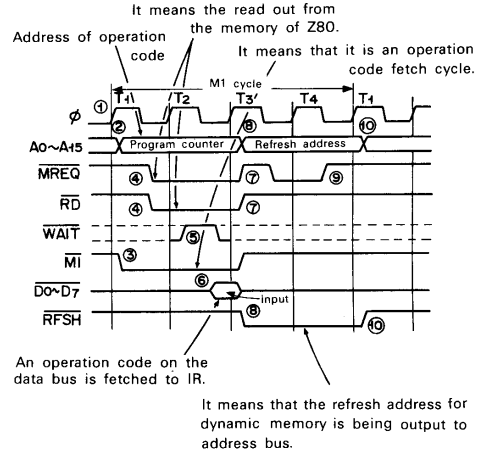 It means the read out from
the memory of Z80.
Address of operation
code
It means that it is an operation
code fetch cycle.
M1 cycle
① T1 T2 T3 T4 T1
ø ② ⑧ ⑩
A0~A15 Program counter Refresh address
MREQ ④ ⑦ ⑨
RD ④ ⑦
WAIT ⑤
M1 ③
D0~D7 ⑥ input
RFSH ⑧ ⑩
An operation code on the
data bus is fetched to IR.
It means that the refresh address for
dynamic memory is being output to
address bus.